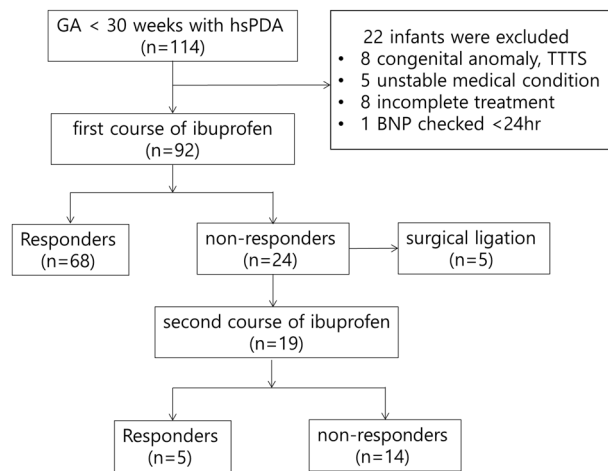 GA < 30 weeks with hsPDA
(n=114)
22 infants were excluded
• 8 congenital anomaly, TTTS
• 5 unstable medical condition
• 8 incomplete treatment
• 1 BNP checked <24hr
first course of ibuprofen
(n=92)
Responders
(n=68)
non-responders
(n=24)
surgical ligation
(n=5)
second course of ibuprofen
(n=19)
Responders
(n=5)
non-responders
(n=14)